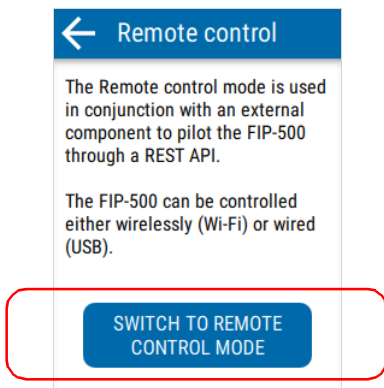 Remote control
The Remote control mode is used
in conjunction with an external
component to pilot the FIP-500
through a REST API.
The FIP-500 can be controlled
either wirelessly (Wi-Fi) or wired
(USB).
SWITCH TO REMOTE
CONTROL MODE